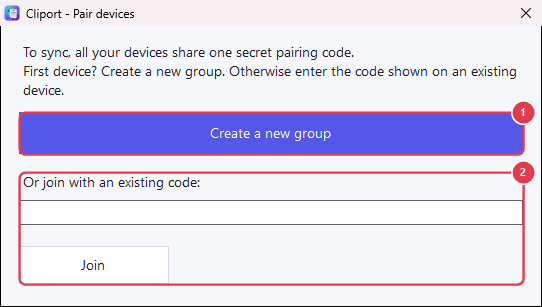 Cliport - Pair devices
To sync, all your devices share one secret pairing code.
First device? Create a new group. Otherwise enter the code shown on an existing
device.
1
Create a new group
2
Or join with an existing code:
Join